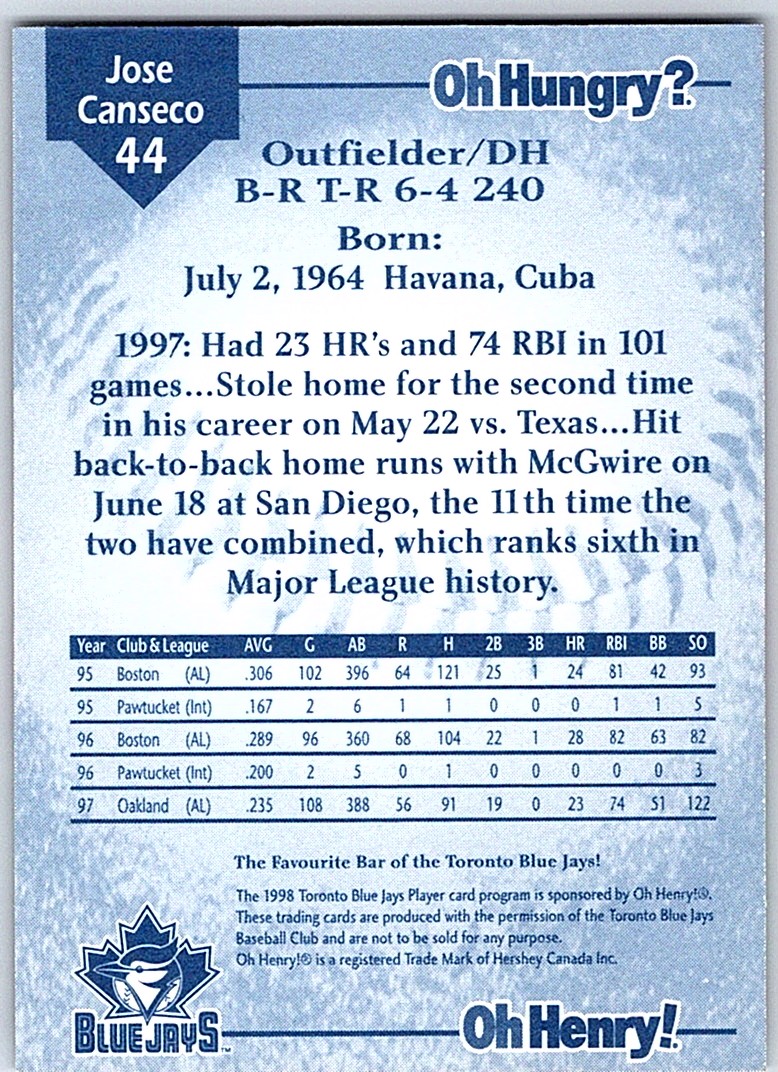 Jose
Canseco
44
Oh Hungry?
Outfielder/DH
B-R T-R 6-4 240
Born:
July 2, 1964 Havana, Cuba
1997: Had 23 HR's and 74 RBI in 101
games...Stole home for the second time
in his career on May 22 vs. Texas...Hit
back-to-back home runs with McGwire on
June 18 at San Diego, the 11th time the
two have combined, which ranks sixth in
Major League history.
Year Club & League AVG G AB R H 2B 3B HR RBI BB SO
95 Boston (AL) .306 102 396 64 121 25 1 24 81 42 93
95 Pawtucket (Int) .167 2 6 1 1 0 0 0 1 1 5
96 Boston (AL) .289 96 360 68 104 22 1 28 82 63 82
96 Pawtucket (Int) .200 2 5 0 1 0 0 0 0 0 3
97 Oakland (AL) .235 108 388 56 91 19 0 23 74 51 122
The Favourite Bar of the Toronto Blue Jays!
The 1998 Toronto Blue Jays Player card program is sponsored by Oh Henry!®.
These trading cards are produced with the permission of the Toronto Blue Jays
Baseball Club and are not to be sold for any purpose.
Oh Henry!® is a registered Trade Mark of Hershey Canada Inc.
BLUE JAYS™
Oh Henry!